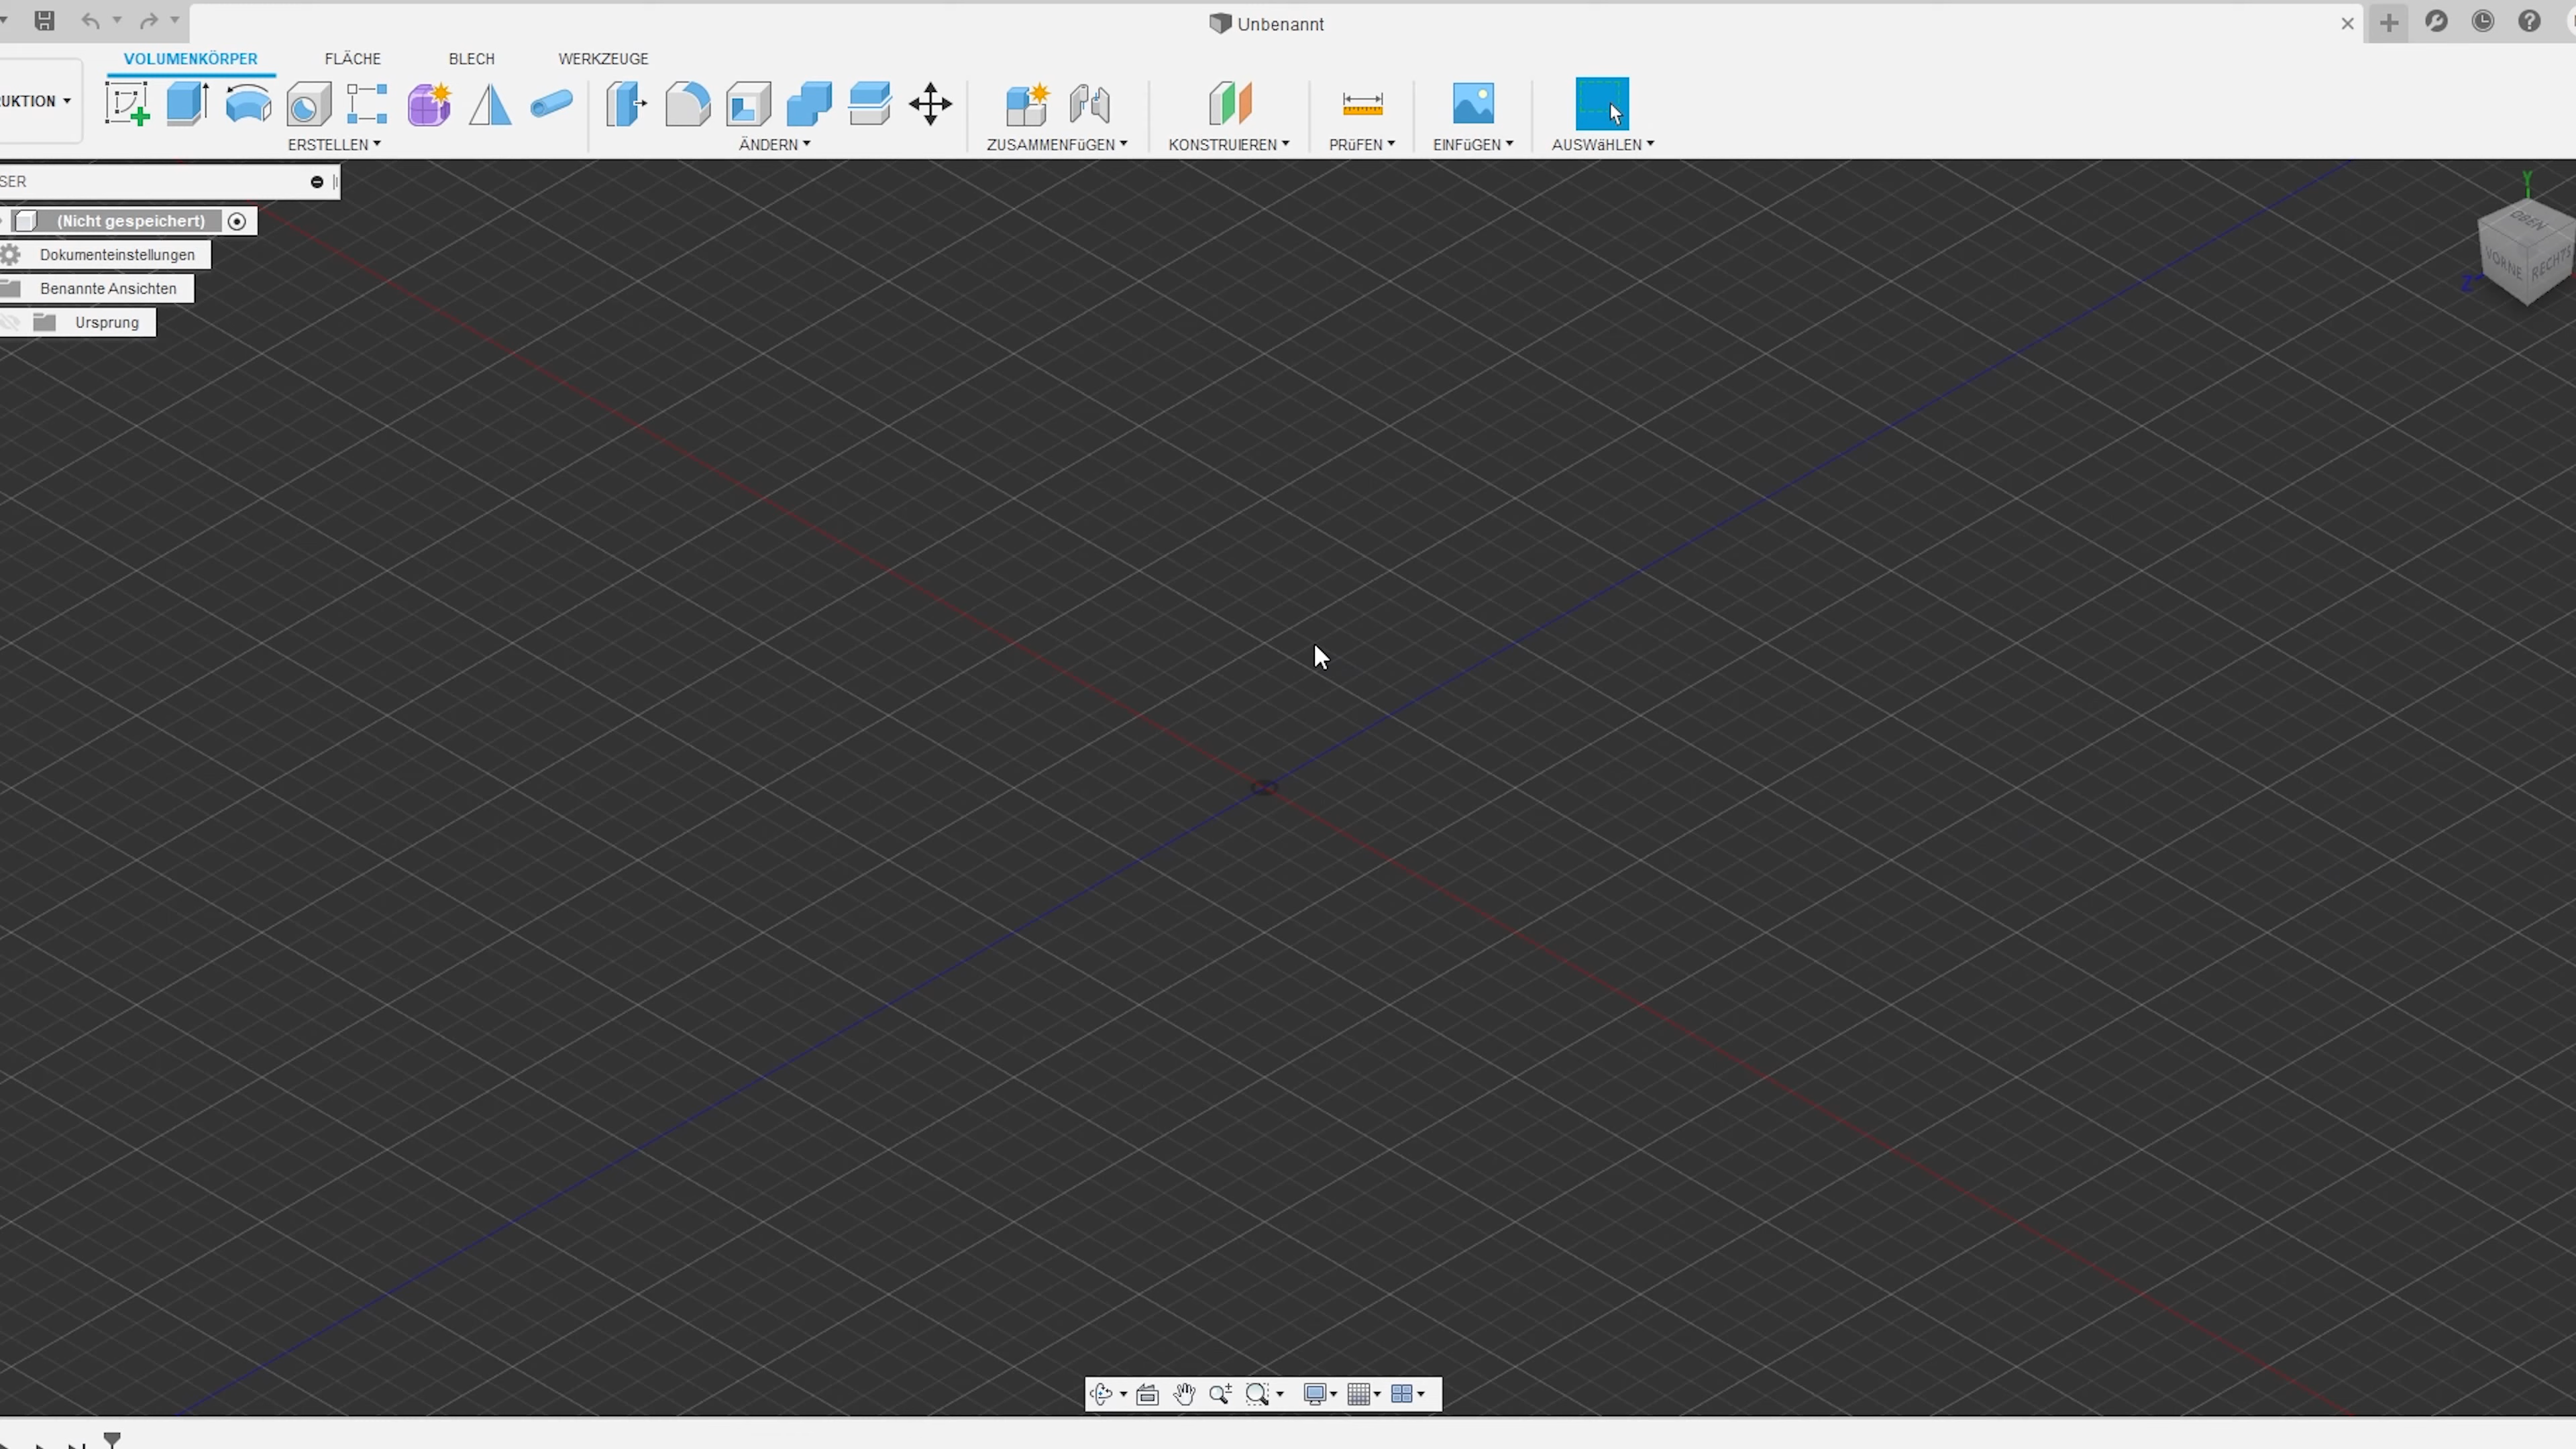 Unbenannt
VOLUMENKÖRPER FLÄCHE BLECH WERKZEUGE
UKTION
ERSTELLEN ÄNDERN ZUSAMMENFüGEN KONSTRUIEREN PRüFEN EINFüGEN AUSWäHLEN
SER
(Nicht gespeichert)
Dokumenteinstellungen
Benannte Ansichten
Ursprung
Y
OBEN
VORNE RECHTS
Z